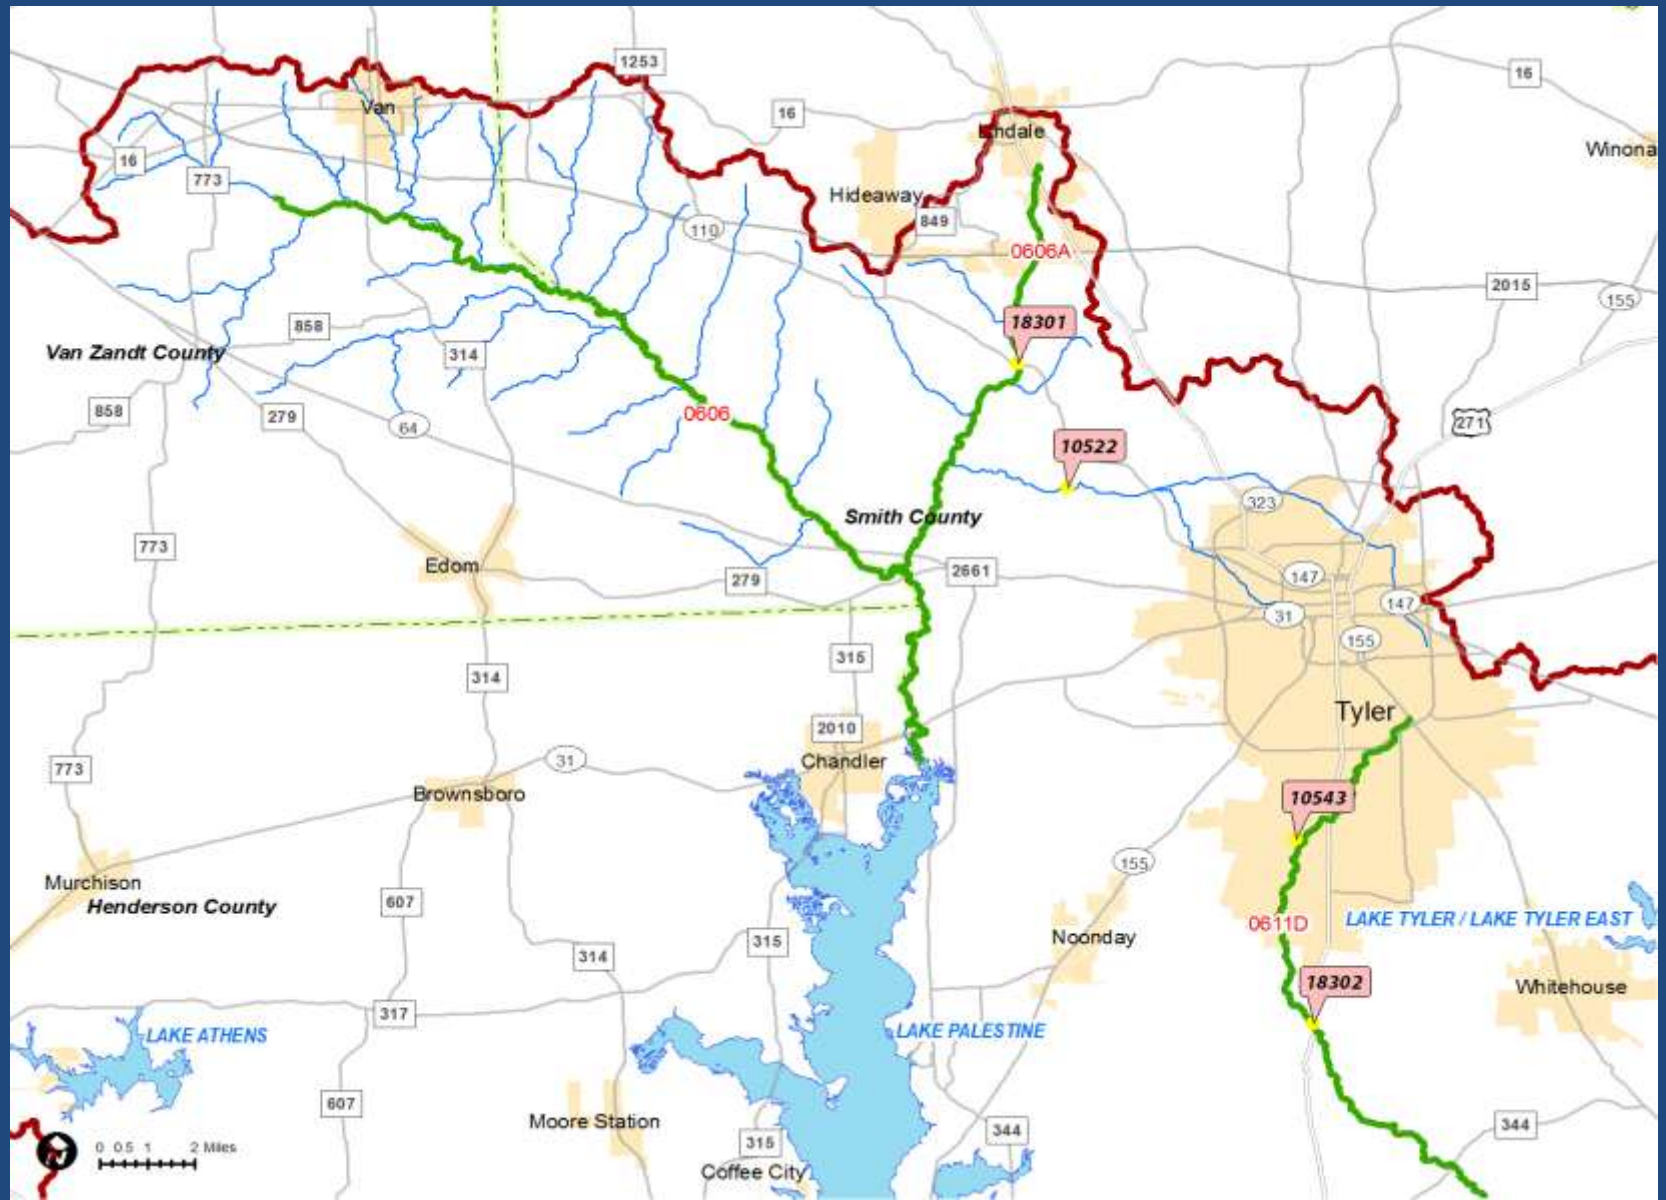 1253
16
16
Van
Lindale
Winona
16
773
Hideaway
849
110
0606A
2015
155
18301
858
Van Zandt County
314
858
279
64
0606
271
10522
323
Smith County
773
Edom
279
2661
147
147
31
155
315
314
Tyler
2010
Chandler
773
31
Brownsboro
10543
155
Murchison
Henderson County
607
0611D
LAKE TYLER / LAKE TYLER EAST
Noonday
315
314
18302
Whitehouse
317
LAKE ATHENS
LAKE PALESTINE
607
Moore Station
344
344
315
N
0 0.5 1 2 Miles
Coffee City